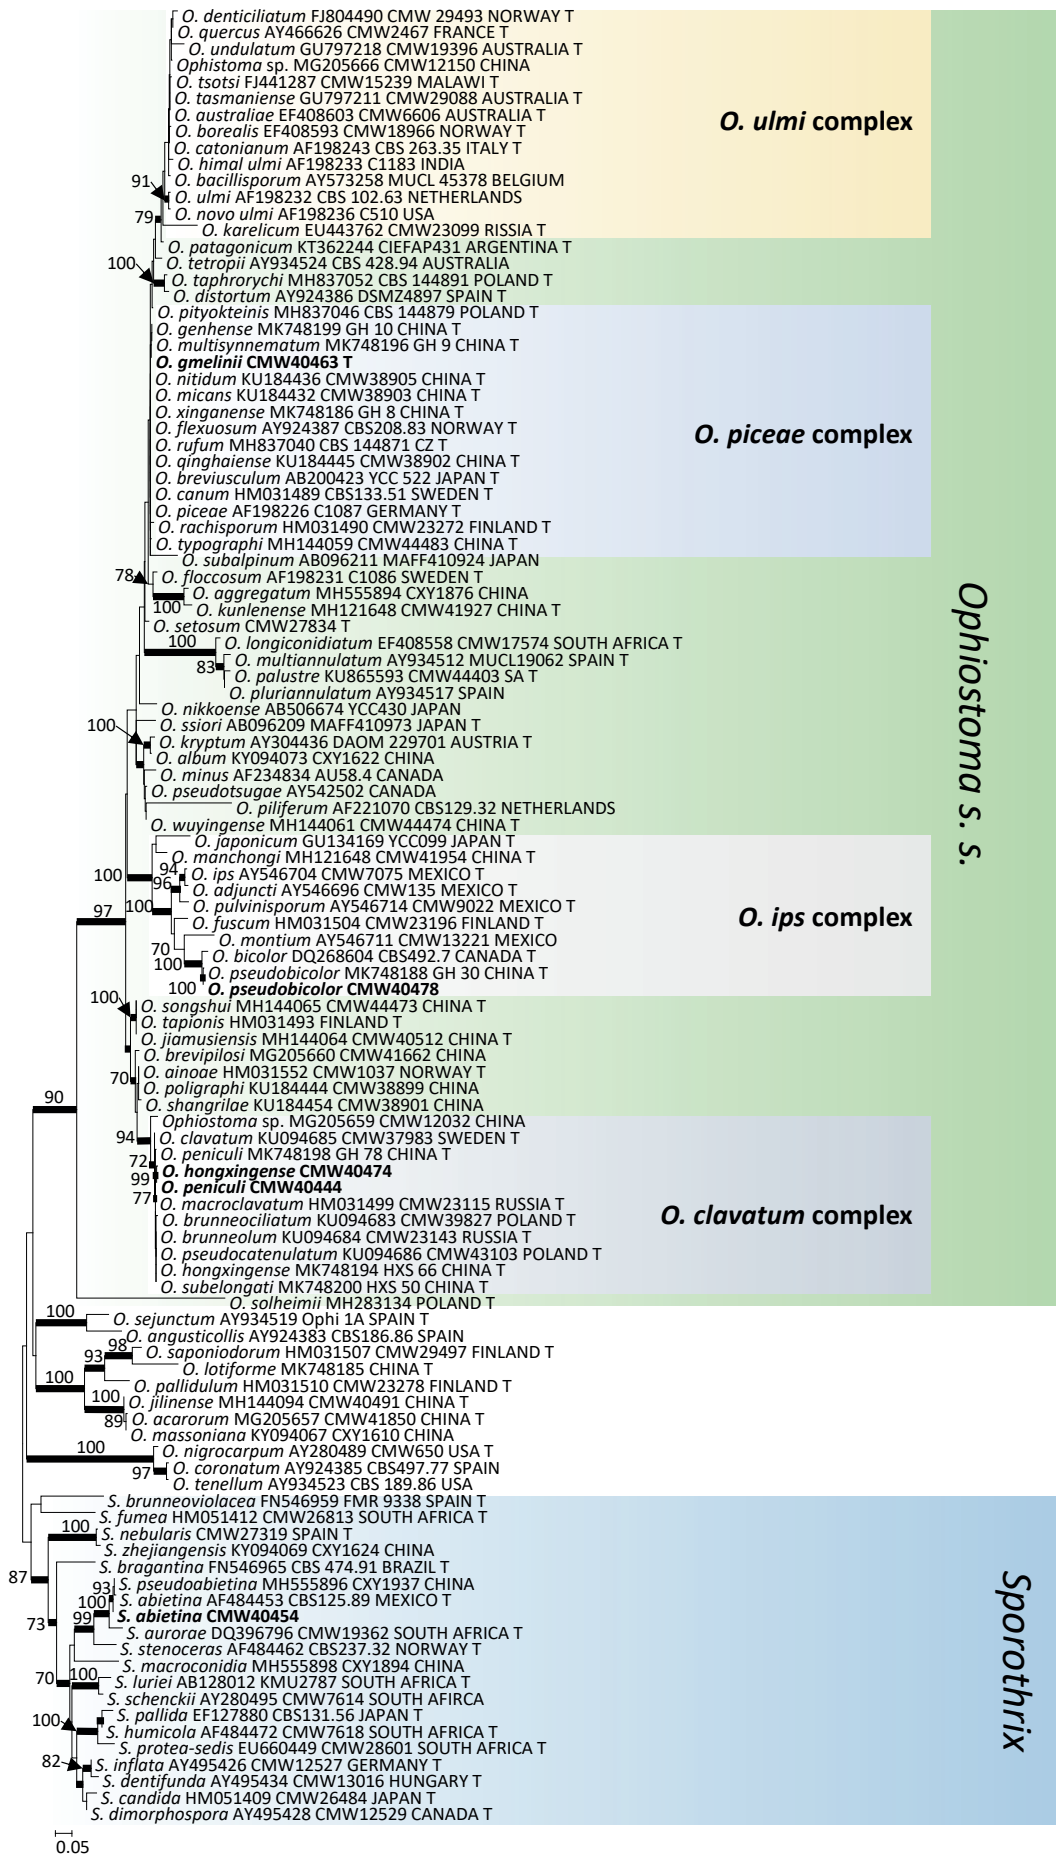 O. denticiliatum FJ804490 CMW 29493 NORWAY T
O. quercus AY466626 CMW2467 FRANCE T
O. undulatum GU797218 CMW19396 AUSTRALIA T
Ophistoma sp. MG205666 CMW12150 CHINA
O. tsotsi FJ441287 CMW15239 MALAWI T
O. tasmaniense GU797211 CMW29088 AUSTRALIA T
O. australiae EF408603 CMW6606 AUSTRALIA T
O. ulmi complex
O. borealis EF408593 CMW18966 NORWAY T
O. catonianum AF198243 CBS 263.35 ITALY T
O. himal ulmi AF198233 C1183 INDIA
O. bacillisporum AY573258 MUCL 45378 BELGIUM
91
O. ulmi AF198232 CBS 102.63 NETHERLANDS
O. novo ulmi AF198236 C510 USA
79
O. karelicum EU443762 CMW23099 RISSIA T
O. patagonicum KT362244 CIEFAP431 ARGENTINA T
O. tetropii AY934524 CBS 428.94 AUSTRALIA
100
O. taphrorychi MH837052 CBS 144891 POLAND T
O. distortum AY924386 DSMZ4897 SPAIN T
O. pityokteinis MH837046 CBS 144879 POLAND T
O. genhense MK748199 GH 10 CHINA T
O. multisynnematum MK748196 GH 9 CHINA T
O. gmelinii CMW40463 T
O. nitidum KU184436 CMW38905 CHINA T
O. micans KU184432 CMW38903 CHINA T
O. xinganense MK748186 GH 8 CHINA T
O. flexuosum AY924387 CBS208.83 NORWAY T
O. piceae complex
O. rufum MH837040 CBS 144871 CZ T
O. qinghaiense KU184445 CMW38902 CHINA T
O. breviusculum AB200423 YCC 522 JAPAN T
O. canum HM031489 CBS133.51 SWEDEN T
O. piceae AF198226 C1087 GERMANY T
O. rachisporum HM031490 CMW23272 FINLAND T
O. typographi MH144059 CMW44483 CHINA T
O. subalpinum AB096211 MAFF410924 JAPAN
78
O. floccosum AF198231 C1086 SWEDEN T
O. aggregatum MH555894 CXY1876 CHINA
100
O. kunlenense MH121648 CMW41927 CHINA T
O. setosum CMW27834 T
100
O. longiconidiatum EF408558 CMW17574 SOUTH AFRICA T
O. multiannulatum AY934512 MUCL19062 SPAIN T
83
O. palustre KU865593 CMW44403 SA T
O. pluriannulatum AY934517 SPAIN
O. nikkoense AB506674 YCC430 JAPAN
Ophiostoma s. s.
O. ssiori AB096209 MAFF410973 JAPAN T
100
O. kryptum AY304436 DAOM 229701 AUSTRIA T
O. album KY094073 CXY1622 CHINA
O. minus AF234834 AU58.4 CANADA
O. pseudotsugae AY542502 CANADA
O. piliferum AF221070 CBS129.32 NETHERLANDS
O. wuyingense MH144061 CMW44474 CHINA T
O. japonicum GU134169 YCC099 JAPAN T
O. manchongi MH121648 CMW41954 CHINA T
94
O. ips AY546704 CMW7075 MEXICO T
100
96
O. adjuncti AY546696 CMW135 MEXICO T
100
O. pulvinisporum AY546714 CMW9022 MEXICO T
97
O. fuscum HM031504 CMW23196 FINLAND T
O. ips complex
O. montium AY546711 CMW13221 MEXICO
70
O. bicolor DQ268604 CBS492.7 CANADA T
100
O. pseudobicolor MK748188 GH 30 CHINA T
100
O. pseudobicolor CMW40478
100
O. songshui MH144065 CMW44473 CHINA T
O. tapionis HM031493 FINLAND T
O. jiamusiensis MH144064 CMW40512 CHINA T
O. brevipilosi MG205660 CMW41662 CHINA
O. ainoae HM031552 CMW1037 NORWAY T
70
O. poligraphi KU184444 CMW38899 CHINA
90
O. shangrilae KU184454 CMW38901 CHINA
Ophiostoma sp. MG205659 CMW12032 CHINA
94
O. clavatum KU094685 CMW37983 SWEDEN T
O. peniculi MK748198 GH 78 CHINA T
72
O. hongxingense CMW40474
99
O. peniculi CMW40444
77
O. macroclavatum HM031499 CMW23115 RUSSIA T
O. clavatum complex
O. brunneociliatum KU094683 CMW39827 POLAND T
O. brunneolum KU094684 CMW23143 RUSSIA T
O. pseudocatenulatum KU094686 CMW43103 POLAND T
O. hongxingense MK748194 HXS 66 CHINA T
O. subelongati MK748200 HXS 50 CHINA T
O. solheimii MH283134 POLAND T
100
O. sejunctum AY934519 Ophi 1A SPAIN T
O. angusticollis AY924383 CBS186.86 SPAIN
98
O. saponiodorum HM031507 CMW29497 FINLAND T
93
O. lotiforme MK748185 CHINA T
100
O. pallidulum HM031510 CMW23278 FINLAND T
100
O. jilinense MH144094 CMW40491 CHINA T
89
O. acarorum MG205657 CMW41850 CHINA T
O. massoniana KY094067 CXY1610 CHINA
100
O. nigrocarpum AY280489 CMW650 USA T
97
O. coronatum AY924385 CBS497.77 SPAIN
O. tenellum AY934523 CBS 189.86 USA
S. brunneoviolacea FN546959 FMR 9338 SPAIN T
S. fumea HM051412 CMW26813 SOUTH AFRICA T
100
S. nebularis CMW27319 SPAIN T
S. zhejiangensis KY094069 CXY1624 CHINA
S. bragantina FN546965 CBS 474.91 BRAZIL T
87
93
S. pseudoabietina MH555896 CXY1937 CHINA
100
S. abietina AF484453 CBS125.89 MEXICO T
73
99
S. abietina CMW40454
S. aurorae DQ396796 CMW19362 SOUTH AFRICA T
S. stenoceras AF484462 CBS237.32 NORWAY T
Sporothrix
S. macroconidia MH555898 CXY1894 CHINA
70
100
S. luriei AB128012 KMU2787 SOUTH AFRICA T
S. schenckii AY280495 CMW7614 SOUTH AFIRCA
S. pallida EF127880 CBS131.56 JAPAN T
100
S. humicola AF484472 CMW7618 SOUTH AFRICA T
S. protea-sedis EU660449 CMW28601 SOUTH AFRICA T
82
S. inflata AY495426 CMW12527 GERMANY T
S. dentifunda AY495434 CMW13016 HUNGARY T
S. candida HM051409 CMW26484 JAPAN T
S. dimorphospora AY495428 CMW12529 CANADA T
0.05